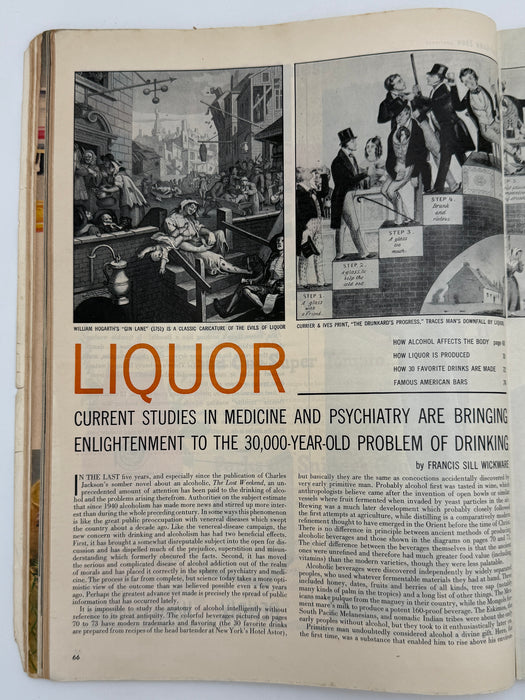 STEP 1.
A glass
with a
friend.
STEP 2.
A glass to
help the
cold out.
STEP 3.
A glass
too
much.
STEP 4.
Drunk
and
riotous.
WILLIAM HOGARTH'S "GIN LANE" (1751) IS A CLASSIC CARICATURE OF THE EVILS OF LIQUOR
CURRIER & IVES PRINT, "THE DRUNKARD'S PROGRESS," TRACES MAN'S DOWNFALL BY LIQUOR
LIQUOR
HOW ALCOHOL AFFECTS THE BODY page
HOW LIQUOR IS PRODUCED
HOW 30 FAVORITE DRINKS ARE MADE
FAMOUS AMERICAN BARS
CURRENT STUDIES IN MEDICINE AND PSYCHIATRY ARE BRINGING
ENLIGHTENMENT TO THE 30,000-YEAR-OLD PROBLEM OF DRINKING
by FRANCIS SILL WICKWARE
IN THE LAST five years, and especially since the publication of Charles
Jackson's somber novel about an alcoholic, The Lost Weekend, an un-
precedented amount of attention has been paid to the drinking of alco-
hol and the problems arising therefrom. Authorities on the subject estimate
that since 1940 alcoholism has made more news and stirred up more inter-
est than during the whole preceding century. In some ways this phenomenon
is like the great public preoccupation with venereal diseases which swept
the country about a decade ago. Like the venereal-disease campaign, the
new concern with drinking and alcoholism has had two beneficial effects.
First, it has brought a somewhat disreputable subject into the open for dis-
cussion and has dispelled much of the prejudice, superstition and misun-
derstanding which formerly obscured the facts. Second, it has moved
the serious and complicated disease of alcohol addiction out of the realm
of morals and has placed it correctly in the sphere of psychiatry and medi-
cine. The process is far from complete, but science today takes a more opti-
mistic view of the outcome than was believed possible even a few years
ago. Perhaps the greatest advance yet made is precisely the spread of public
information that has occurred lately.
It is impossible to study the anatomy of alcohol intelligently without
reference to its great antiquity. The colorful beverages pictured on pages
70 to 73 have modern trademarks and flavoring (the 30 favorite drinks
are prepared from recipes of the head bartender at New York's Hotel Astor),
but basically they are the same as concoctions accidentally discovered by
very early primitive man. Probably alcohol first was tasted in wine, which
anthropologists believe came after the invention of open bowls or similar
vessels where fruit fermented when invaded by yeast particles in the air.
Brewing was a much later development which probably closely followed
the first attempts at agriculture, while distilling is a comparatively modern
refinement thought to have emerged in the Orient before the time of Christ.
There is no difference in principle between ancient methods of producing
alcoholic beverages and those shown in the diagrams on pages 70 and 71.
The chief difference between the beverages themselves is that the ancient
ones were unrefined and therefore had much greater food value (including
vitamins) than the modern varieties, though they were less palatable.
Alcoholic beverages were discovered independently by widely separated
peoples, who used whatever fermentable materials they had at hand. These
included honey, dates, fruits and berries of all kinds, tree sap (notably
many kinds of palm in the tropics) and a long list of other things. The Mexi-
cans make pulque from the maguey in their country, while the Mongols fer-
ment mare's milk to produce a potent 160-proof beverage. The Eskimos, the
South Pacific Melanesians, and nomadic Indian tribes were about the only
early peoples without alcohol, but they took to it enthusiastically later on.
Primitive man undoubtedly considered alcohol a divine gift. Here, for
the first time, was a substance that enabled him to rise above his environ-
66